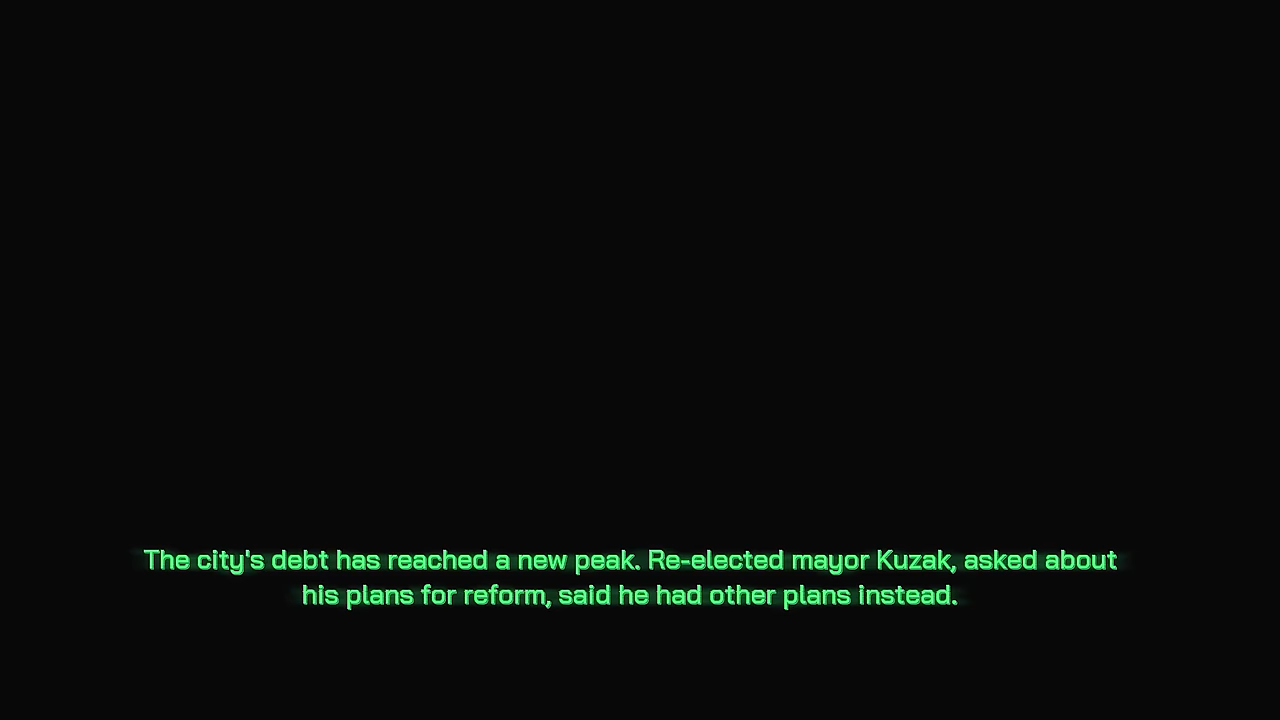 The city's debt has reached a new peak. Re-elected mayor Kuzak, asked about
his plans for reform, said he had other plans instead.